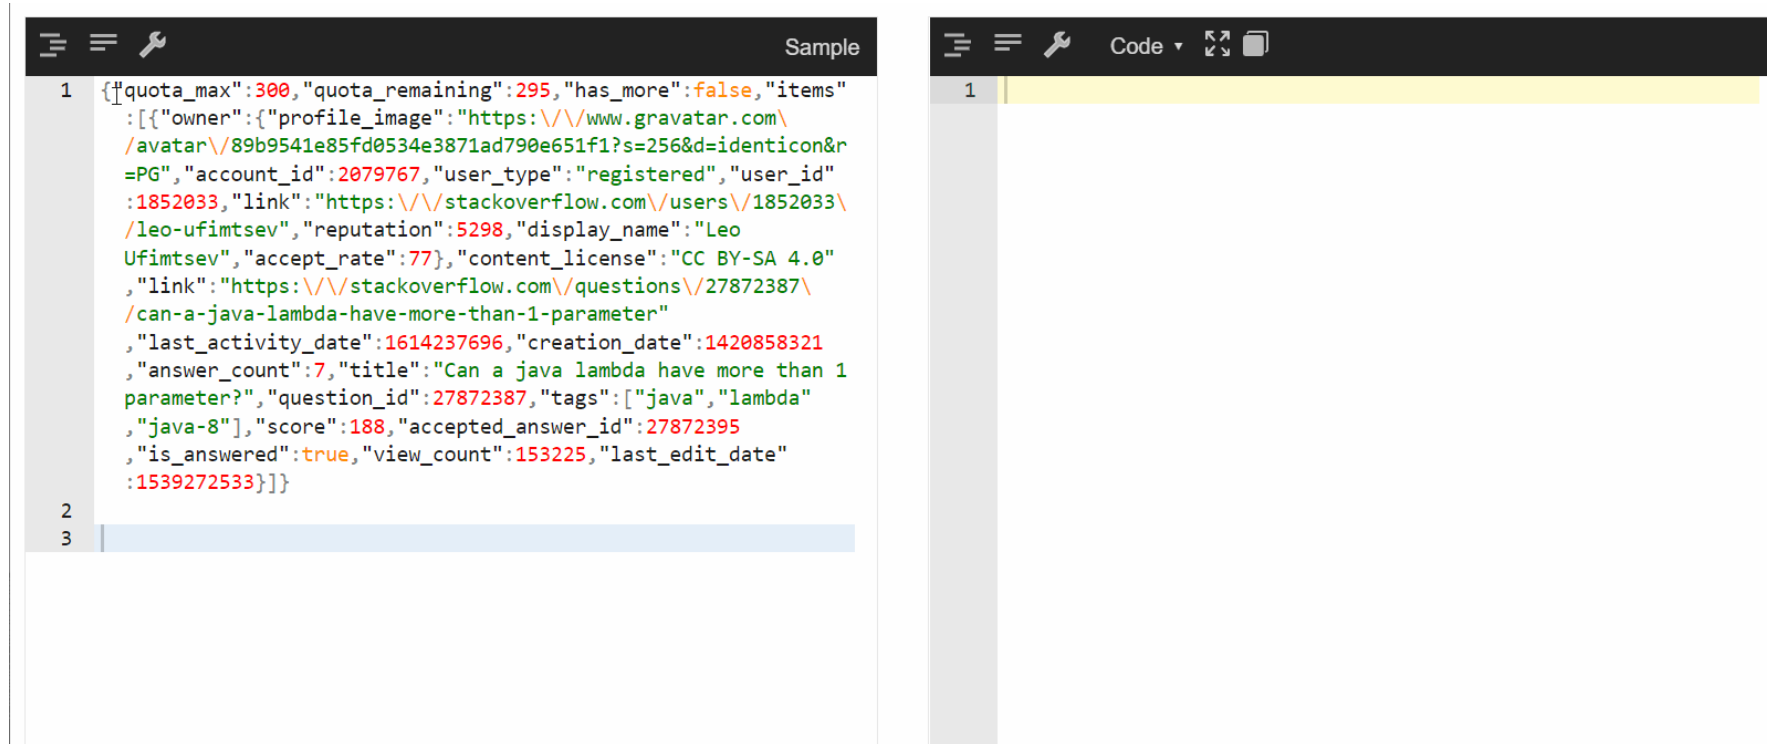 Sample
1 {"quota_max":300,"quota_remaining":295,"has_more":false,"items"
:[{"owner":{"profile_image":"https:\/\/www.gravatar.com\
/avatar\/89b9541e85fd0534e3871ad790e651f1?s=256&d=identicon&r
=PG","account_id":2079767,"user_type":"registered","user_id"
:1852033,"link":"https:\/\/stackoverflow.com\/users\/1852033\
/leo-ufimtsev","reputation":5298,"display_name":"Leo
Ufimtsev","accept_rate":77},"content_license":"CC BY-SA 4.0"
,"link":"https:\/\/stackoverflow.com\/questions\/27872387\
/can-a-java-lambda-have-more-than-1-parameter"
,"last_activity_date":1614237696,"creation_date":1420858321
,"answer_count":7,"title":"Can a java lambda have more than 1
parameter?","question_id":27872387,"tags":["java","lambda"
,"java-8"],"score":188,"accepted_answer_id":27872395
,"is_answered":true,"view_count":153225,"last_edit_date"
:1539272533}]}
2
3
Code
1